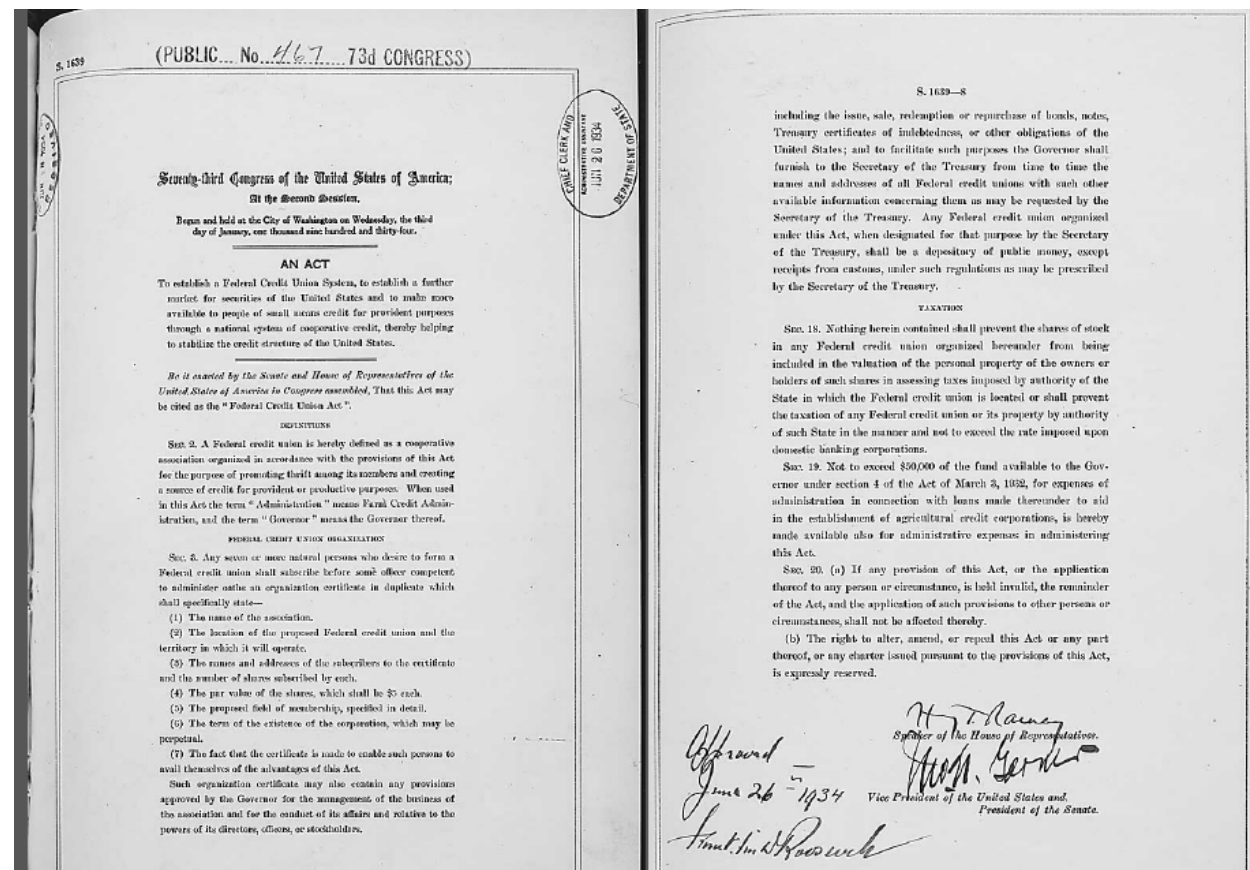 S. 1639
(PUBLIC... No...467...73d CONGRESS)
CHIEF CLERK AND
ADMINISTRATIVE ASSISTANT
JUN 26 1934
DEPARTMENT OF STATE
Seventy-third Congress of the United States of America;
At the Second Session,
Begun and held at the City of Washington on Wednesday, the third
day of January, one thousand nine hundred and thirty-four.
AN ACT
To establish a Federal Credit Union System, to establish a further
market for securities of the United States and to make more
available to people of small means credit for provident purposes
through a national system of cooperative credit, thereby helping
to stabilize the credit structure of the United States.
Be it enacted by the Senate and House of Representatives of the
United States of America in Congress assembled, That this Act may
be cited as the "Federal Credit Union Act".
DEFINITIONS
SEC. 2. A Federal credit union is hereby defined as a cooperative
association organized in accordance with the provisions of this Act
for the purpose of promoting thrift among its members and creating
a source of credit for provident or productive purposes. When used
in this Act the term "Administration" means Farm Credit Admin-
istration, and the term "Governor" means the Governor thereof.
FEDERAL CREDIT UNION ORGANIZATION
SEC. 3. Any seven or more natural persons who desire to form a
Federal credit union shall subscribe before some officer competent
to administer oaths an organization certificate in duplicate which
shall specifically state—
(1) The name of the association.
(2) The location of the proposed Federal credit union and the
territory in which it will operate.
(3) The names and addresses of the subscribers to the certificate
and the number of shares subscribed by each.
(4) The par value of the shares, which shall be $5 each.
(5) The proposed field of membership, specified in detail.
(6) The term of the existence of the corporation, which may be
perpetual.
(7) The fact that the certificate is made to enable such persons to
avail themselves of the advantages of this Act.
Such organization certificate may also contain any provisions
approved by the Governor for the management of the business of
the association and for the conduct of its affairs and relative to the
powers of its directors, officers, or stockholders.
S. 1639—8
including the issue, sale, redemption or repurchase of bonds, notes,
Treasury certificates of indebtedness, or other obligations of the
United States; and to facilitate such purposes the Governor shall
furnish to the Secretary of the Treasury from time to time the
names and addresses of all Federal credit unions with such other
available information concerning them as may be requested by the
Secretary of the Treasury. Any Federal credit union organized
under this Act, when designated for that purpose by the Secretary
of the Treasury, shall be a depository of public money, except
receipts from customs, under such regulations as may be prescribed
by the Secretary of the Treasury.
TAXATION
SEC. 18. Nothing herein contained shall prevent the shares of stock
in any Federal credit union organized hereunder from being
included in the valuation of the personal property of the owners or
holders of such shares in assessing taxes imposed by authority of the
State in which the Federal credit union is located or shall prevent
the taxation of any Federal credit union or its property by authority
of such State in the manner and not to exceed the rate imposed upon
domestic banking corporations.
SEC. 19. Not to exceed $50,000 of the fund available to the Gov-
ernor under section 4 of the Act of March 3, 1932, for expenses of
administration in connection with loans made thereunder to aid
in the establishment of agricultural credit corporations, is hereby
made available also for administrative expenses in administering
this Act.
SEC. 20. (a) If any provision of this Act, or the application
thereof to any person or circumstance, is held invalid, the remainder
of the Act, and the application of such provisions to other persons or
circumstances, shall not be affected thereby.
(b) The right to alter, amend, or repeal this Act or any part
thereof, or any charter issued pursuant to the provisions of this Act,
is expressly reserved.
Speaker of the House of Representatives.
Vice President of the United States and
President of the Senate.
Approved
June 26th 1934
Franklin D Roosevelt